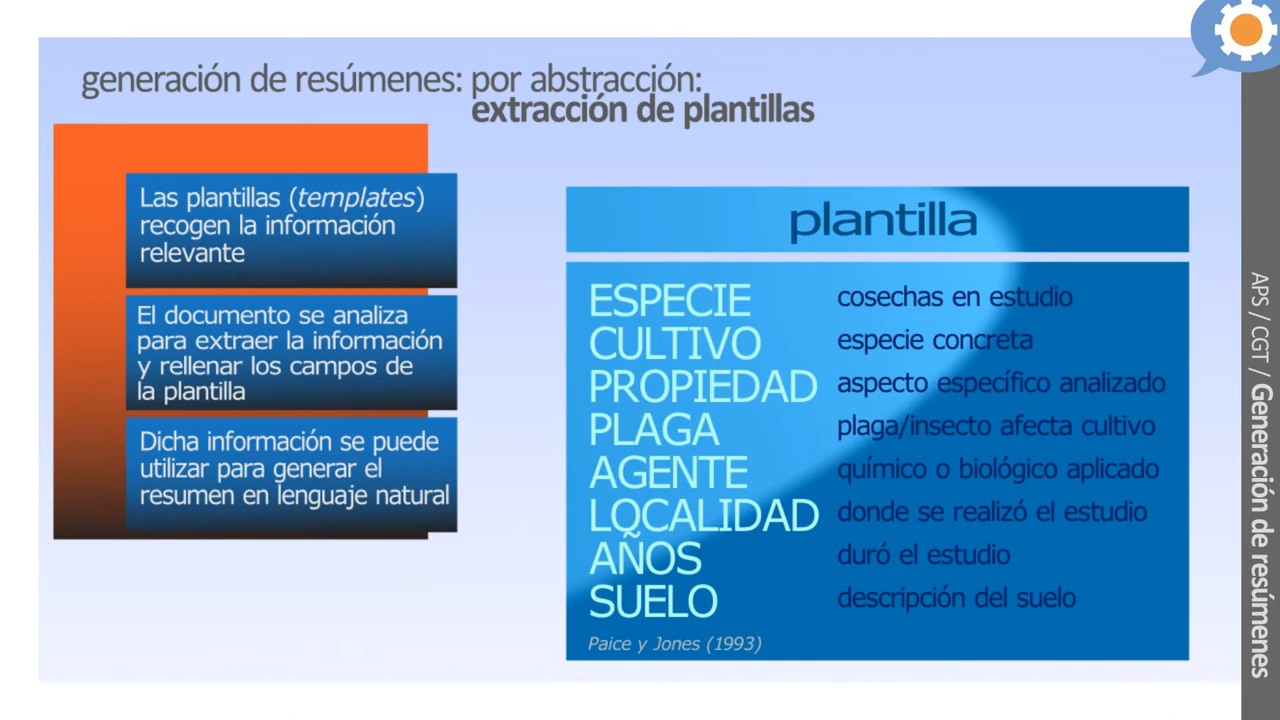 generación de resúmenes: por abstracción:
extracción de plantillas
Las plantillas (templates)
recogen la información
relevante
El documento se analiza
para extraer la información
y rellenar los campos de
la plantilla
Dicha información se puede
utilizar para generar el
resumen en lenguaje natural
plantilla
ESPECIE cosechas en estudio
CULTIVO especie concreta
PROPIEDAD aspecto específico analizado
PLAGA plaga/insecto afecta cultivo
AGENTE químico o biológico aplicado
LOCALIDAD donde se realizó el estudio
AÑOS duró el estudio
SUELO descripción del suelo
Paice y Jones (1993)
APS / CGT / Generación de resúmenes